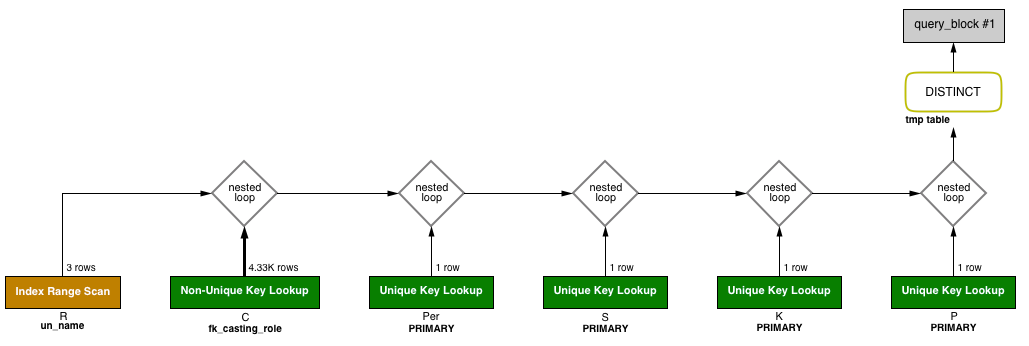 query_block #1
DISTINCT
tmp table
nested
loop
nested
loop
nested
loop
nested
loop
nested
loop
3 rows
4.33K rows
1 row
1 row
1 row
1 row
Index Range Scan
Non-Unique Key Lookup
Unique Key Lookup
Unique Key Lookup
Unique Key Lookup
Unique Key Lookup
R
C
Per
S
K
P
un_name
fk_casting_role
PRIMARY
PRIMARY
PRIMARY
PRIMARY